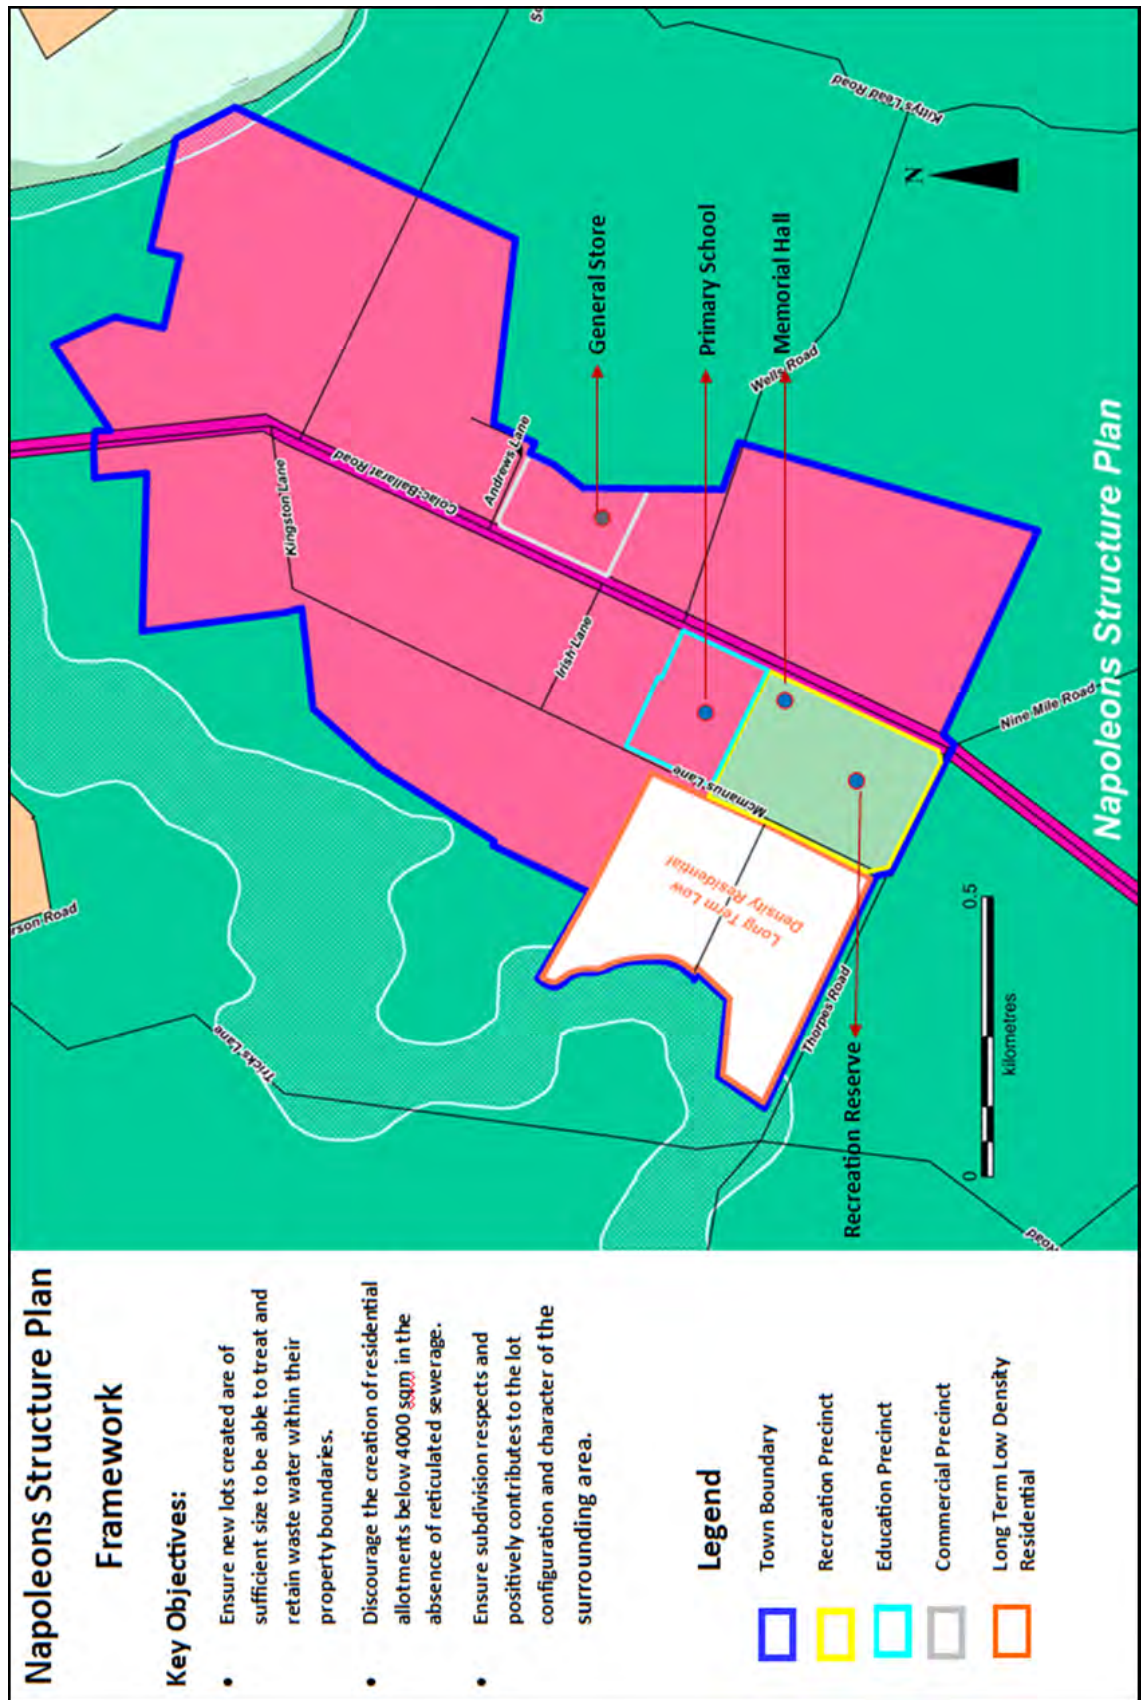 Napoleons Structure Plan
Framework
Key Objectives:
• Ensure new lots created are of
sufficient size to be able to treat and
retain waste water within their
property boundaries.
• Discourage the creation of residential
allotments below 4000 sqm in the
absence of reticulated sewerage.
• Ensure subdivision respects and
positively contributes to the lot
configuration and character of the
surrounding area.
Legend
Town Boundary
Recreation Precinct
Education Precinct
Commercial Precinct
Long Term Low Density
Residential
rson Road
Tricks Lane
Kingston Lane
Colac-Ballarat Road
Andrews Lane
Irish Lane
Mcmanus Lane
Long Term Low
Density Residential
Thorpes Road
Road
Nine Mile Road
Wells Road
Kittys Lead Road
So
General Store
Primary School
Memorial Hall
Recreation Reserve
N
0
0.5
kilometres
Napoleons Structure Plan